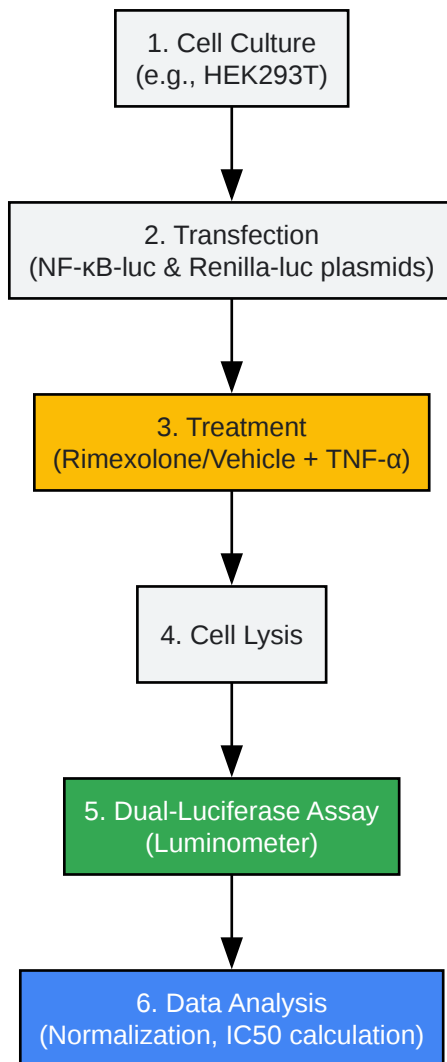 1. Cell Culture
(e.g., HEK293T)
2. Transfection
(NF-κB-luc & Renilla-luc plasmids)
3. Treatment
(Rimexolone/Vehicle + TNF-α)
4. Cell Lysis
5. Dual-Luciferase Assay
(Luminometer)
6. Data Analysis
(Normalization, IC50 calculation)